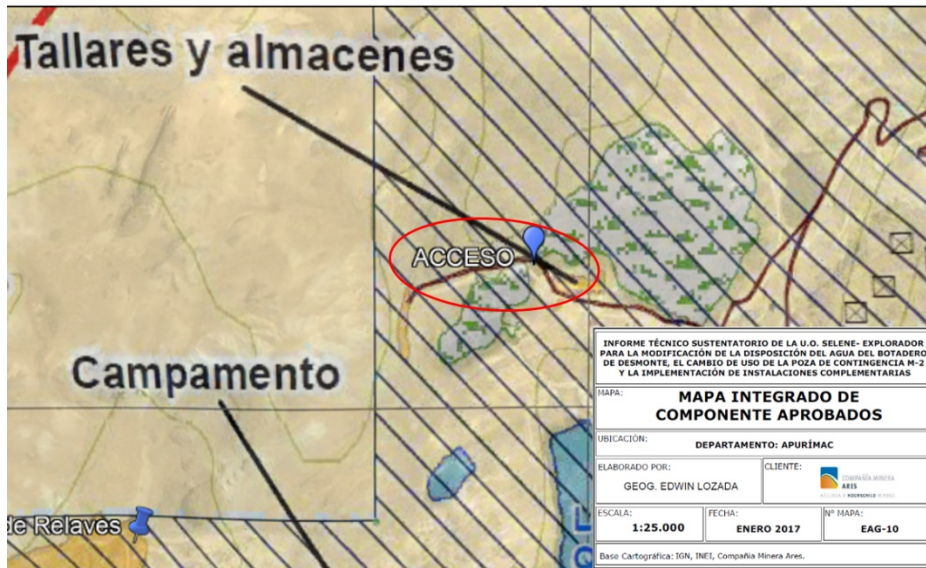 Tallares y almacenes
ACCESO
Campamento
de Relaves
INFORME TÉCNICO SUSTENTATORIO DE LA U.O. SELENE- EXPLORADOR
PARA LA MODIFICACIÓN DE LA DISPOSICIÓN DEL AGUA DEL BOTADERO
DE DESMONTE, EL CAMBIO DE USO DE LA POZA DE CONTINGENCIA M-2
Y LA IMPLEMENTACIÓN DE INSTALACIONES COMPLEMENTARIAS
MAPA:
MAPA INTEGRADO DE
COMPONENTE APROBADOS
UBICACIÓN:
DEPARTAMENTO: APURÍMAC
ELABORADO POR:
GEOG. EDWIN LOZADA
CLIENTE:
COMPAÑÍA MINERA
ARES
ESCALA:
1:25.000
FECHA:
ENERO 2017
N° MAPA:
EAG-10
Base Cartográfica: IGN, INEI, Compañia Minera Ares.